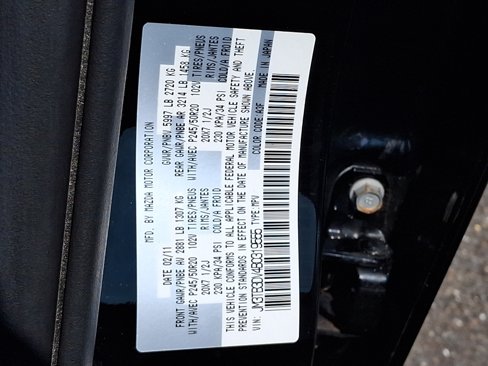 MFD. BY MAZDA MOTOR CORPORATION
DATE 02/11 GVWR/PNBV 5997 LB 2720 KG
FRONT GAWR/PNBE AV 2881 LB 1307 KG REAR GAWR/PNBE AR 3214 LB 1458 KG
WITH/AVEC P245/50R20 102V TIRES/PNEUS WITH/AVEC P245/50R20 102V TIRES/PNEUS
20X7 1/2J RIMS/JANTES 20X7 1/2J RIMS/JANTES
230 KPA/34 PSI COLD/A FROID 230 KPA/34 PSI COLD/A FROID
THIS VEHICLE CONFORMS TO ALL APPLICABLE FEDERAL MOTOR VEHICLE SAFETY AND THEFT
PREVENTION STANDARDS IN EFFECT ON THE DATE OF MANUFACTURE SHOWN ABOVE.
VIN: TYPE: MPV COLOR CODE: A3F MADE IN JAPAN